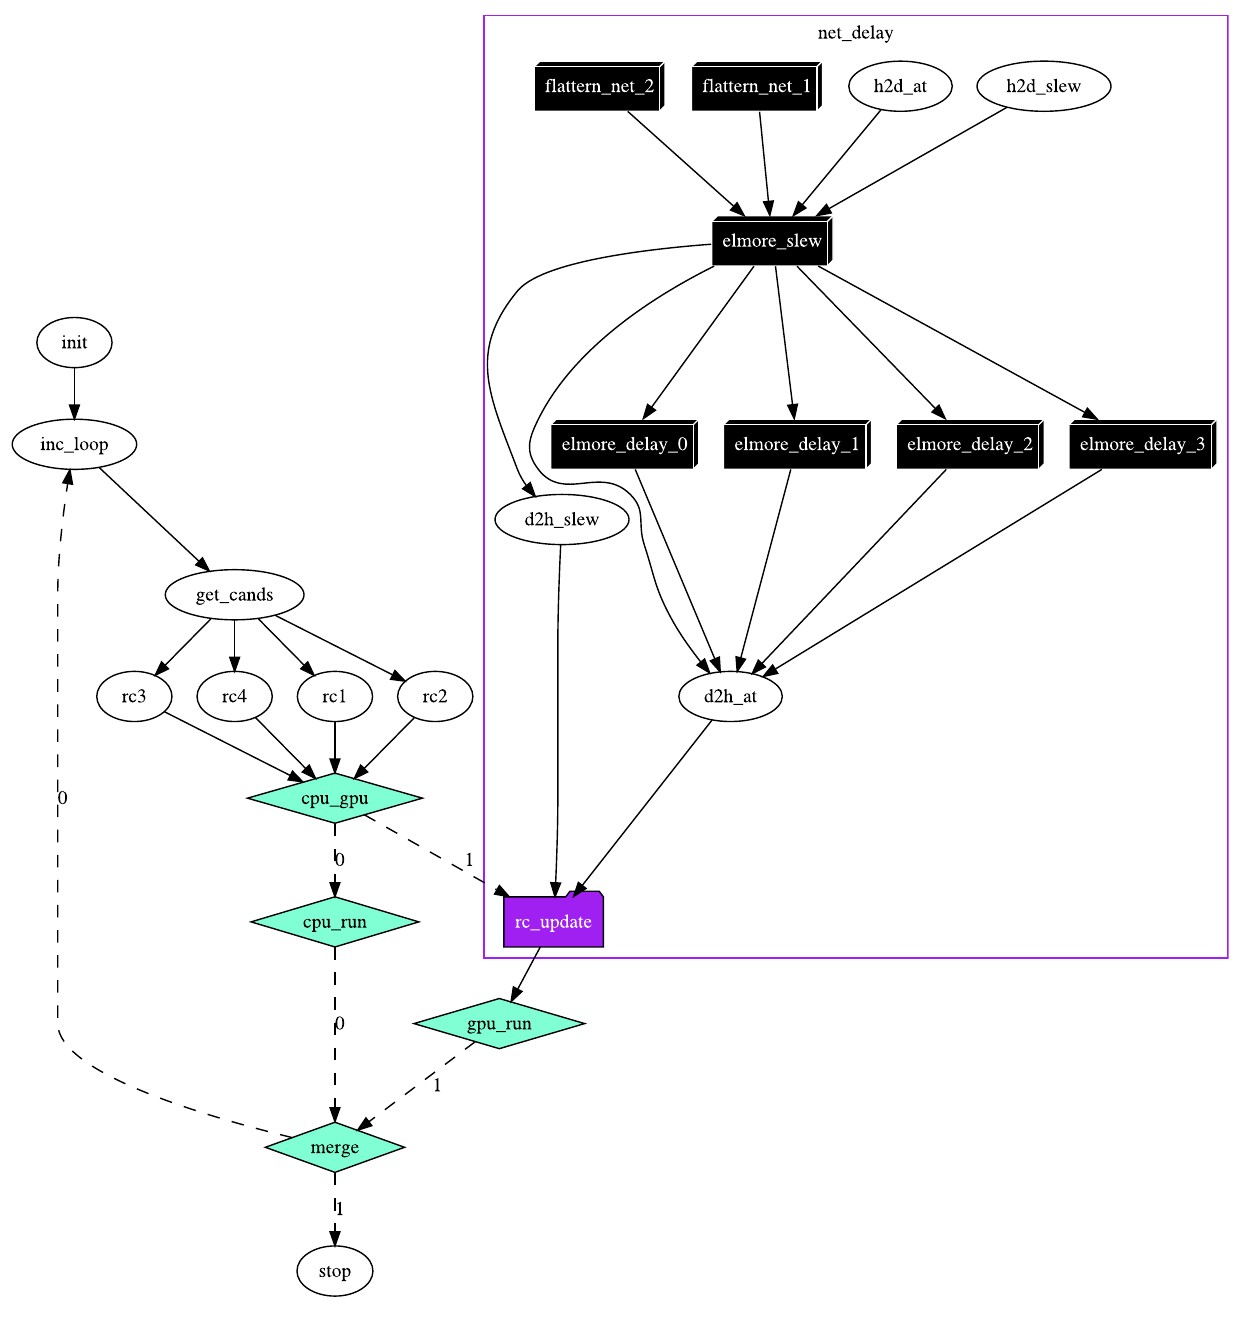 net_delay
flattern_net_2
flattern_net_1
h2d_at
h2d_slew
elmore_slew
init
inc_loop
elmore_delay_0
elmore_delay_1
elmore_delay_2
elmore_delay_3
d2h_slew
get_cands
rc3
rc4
rc1
rc2
d2h_at
0
cpu_gpu
0
1
cpu_run
rc_update
0
gpu_run
1
merge
1
stop